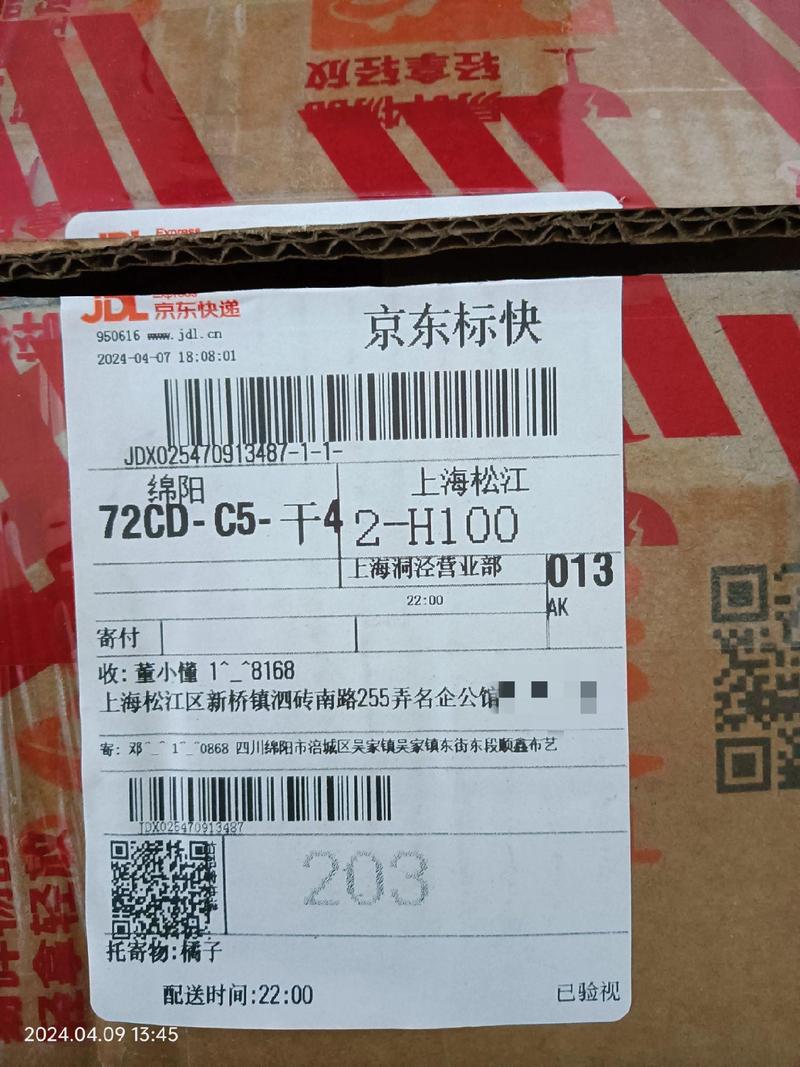 轻拿轻放
JDL Express
京东快递
950616 www.jdl.cn
京东标快
2024-04-07 18:08:01
JDX025470913487-1-1-
绵阳
上海松江
72CD-C5-干4
2-H100
上海洞泾营业部
013
22:00
AK
寄付
收: 董小懂 1^_^8168
上海松江区新桥镇泗砖南路255弄名企公馆
寄: 邓^_^ 1^_^0868 四川绵阳市涪城区吴家镇吴家镇东街东段顺鑫布艺
JDX025470913487
203
托寄物:橘子
配送时间:22:00
已验视
轻拿轻放
2024.04.09 13:45